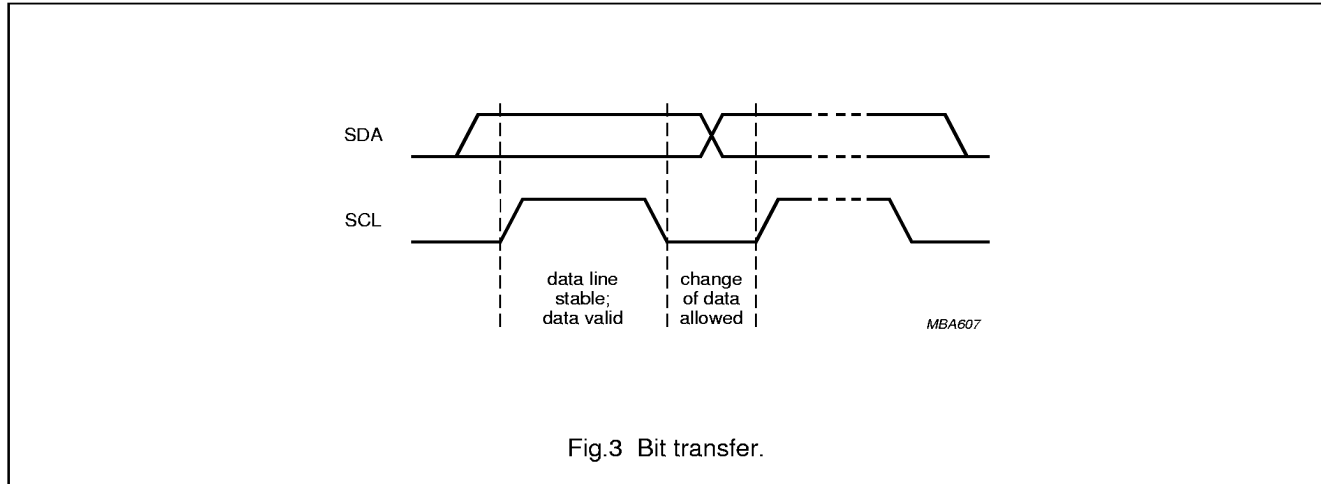 SDA
SCL
data line
stable;
data valid
change
of data
allowed
MBA607
Fig.3 Bit transfer.